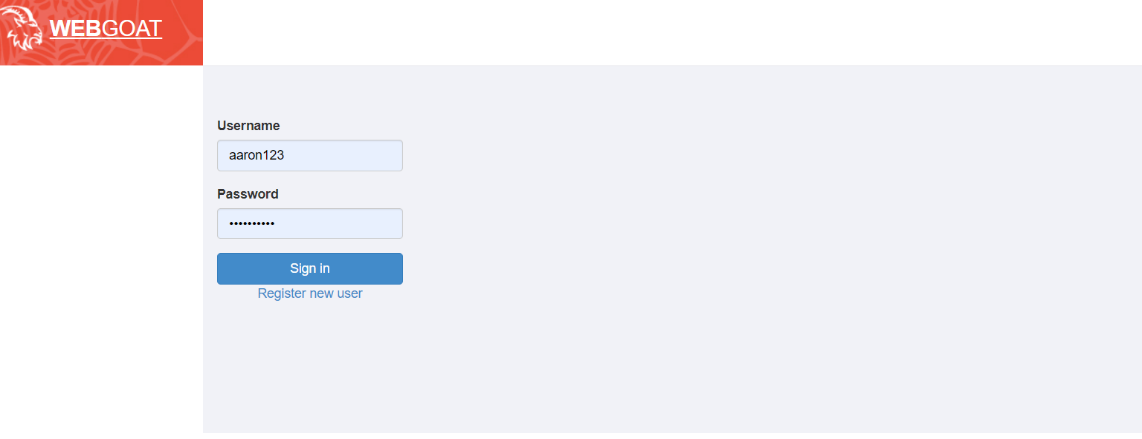 WEBGOAT
Username
aaron123
Password
••••••••••
Sign in
Register new user